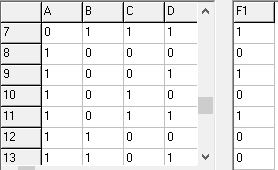 A B C D F1
7 0 1 1 1 1
8 1 0 0 0 0
9 1 0 0 1 1
10 1 0 1 0 0
11 1 0 1 1 1
12 1 1 0 0 0
13 1 1 0 1 0